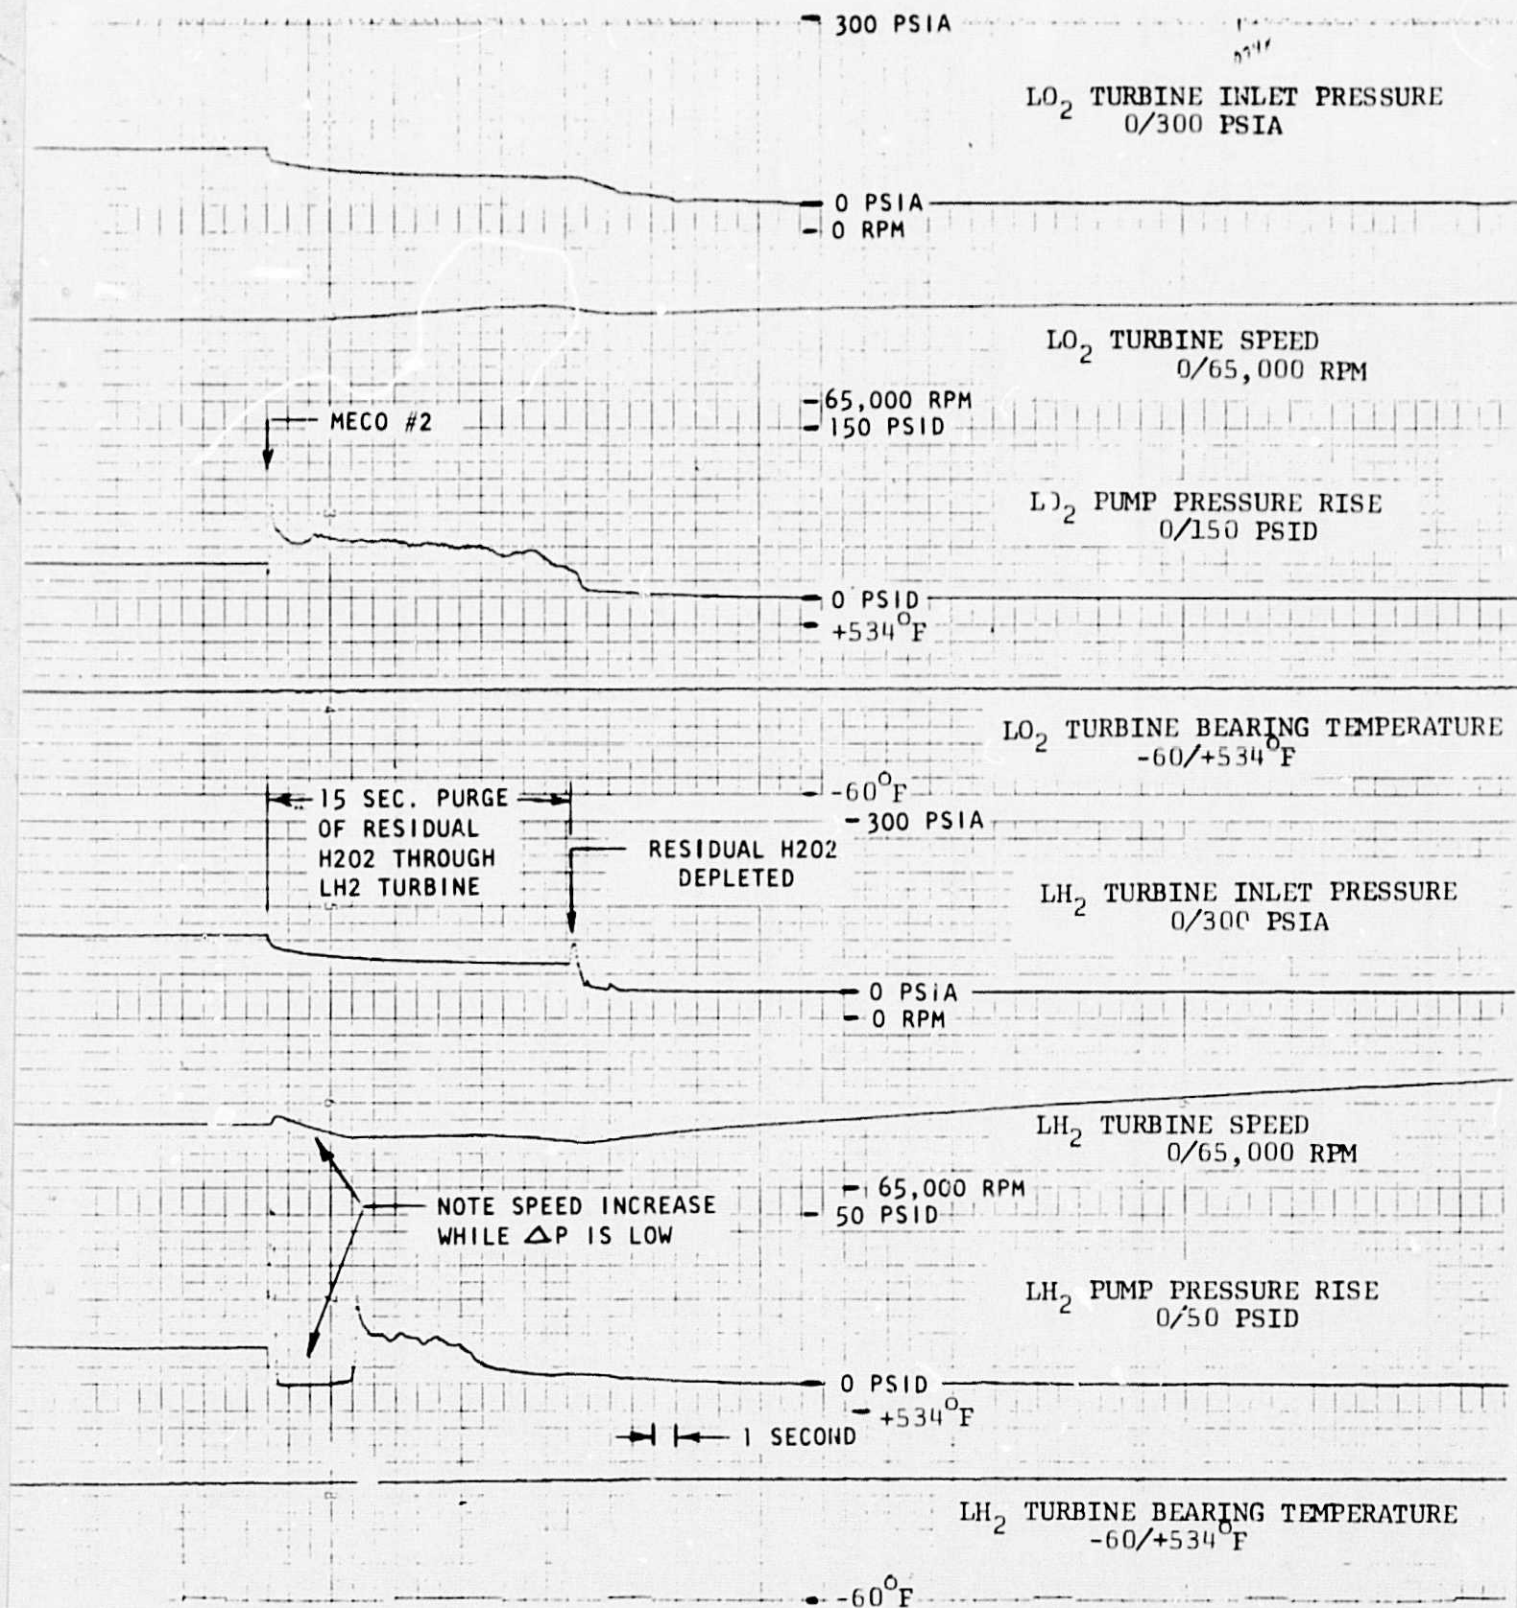 300 PSIA
LO2 TURBINE INLET PRESSURE
0/300 PSIA
0 PSIA
0 RPM
LO2 TURBINE SPEED
0/65,000 RPM
65,000 RPM
150 PSID
MECO #2
LO2 PUMP PRESSURE RISE
0/150 PSID
0 PSID
+534°F
LO2 TURBINE BEARING TEMPERATURE
-60/+534°F
-60°F
300 PSIA
15 SEC. PURGE
OF RESIDUAL
H2O2 THROUGH
LH2 TURBINE
RESIDUAL H2O2
DEPLETED
LH2 TURBINE INLET PRESSURE
0/300 PSIA
0 PSIA
0 RPM
LH2 TURBINE SPEED
0/65,000 RPM
65,000 RPM
50 PSID
NOTE SPEED INCREASE
WHILE ΔP IS LOW
LH2 PUMP PRESSURE RISE
0/50 PSID
0 PSID
+534°F
1 SECOND
LH2 TURBINE BEARING TEMPERATURE
-60/+534°F
-60°F